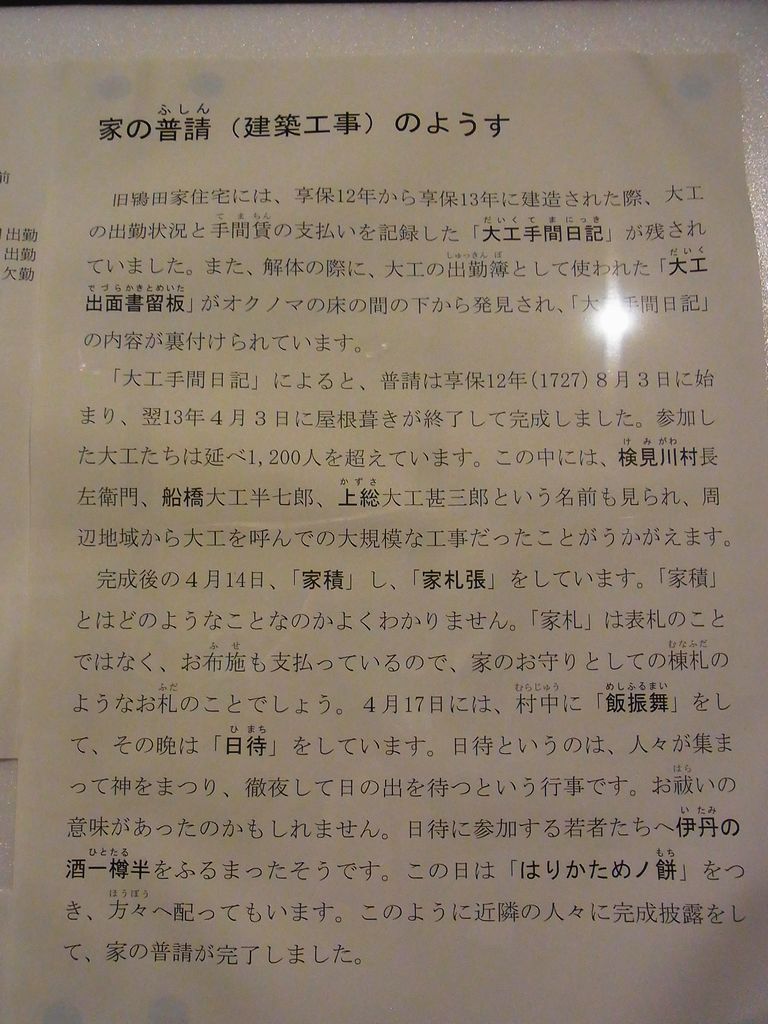 家の普請（建築工事）のようす
旧鴇田家住宅には、享保12年から享保13年に建造された際、大工
の出勤状況と手間賃の支払いを記録した「大工手間日記」が残され
ていました。また、解体の際に、大工の出勤簿として使われた「大工
出面書留板」がオクノマの床の間の下から発見され、「大工手間日記」
の内容が裏付けられています。
「大工手間日記」によると、普請は享保12年(1727)８月３日に始
まり、翌13年４月３日に屋根葺きが終了して完成しました。参加し
た大工たちは延べ1,200人を超えています。この中には、検見川村長
左衛門、船橋大工半七郎、上総大工甚三郎という名前も見られ、周
辺地域から大工を呼んでの大規模な工事だったことがうかがえます。
完成後の４月14日、「家積」し、「家札張」をしています。「家積」
とはどのようなことなのかよくわかりません。「家札」は表札のこと
ではなく、お布施も支払っているので、家のお守りとしての棟札の
ようなお札のことでしょう。４月17日には、村中に「飯振舞」をし
て、その晩は「日待」をしています。日待というのは、人々が集ま
って神をまつり、徹夜して日の出を待つという行事です。お祓いの
意味があったのかもしれません。日待に参加する若者たちへ伊丹の
酒一樽半をふるまったそうです。この日は「はりかためノ餅」をつ
き、方々へ配ってもいます。このように近隣の人々に完成披露をし
て、家の普請が完了しました。
前
出勤
出勤
欠勤